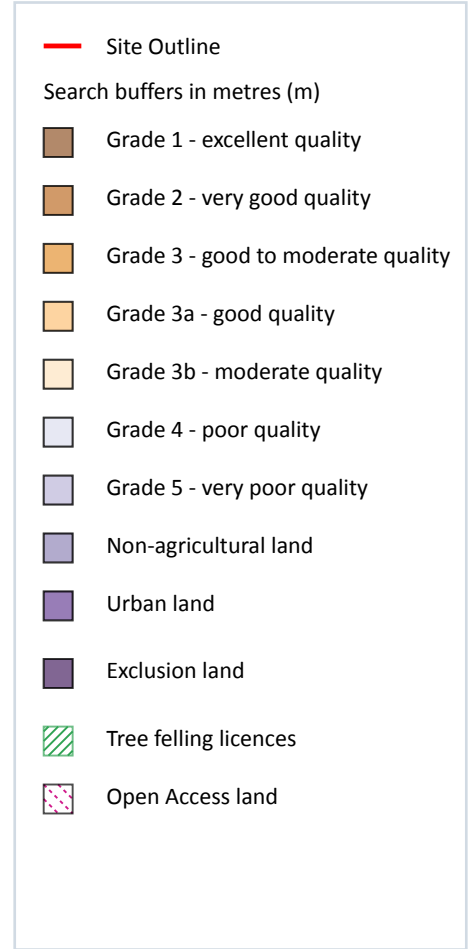 Site Outline
Search buffers in metres (m)
Grade 1 - excellent quality
Grade 2 - very good quality
Grade 3 - good to moderate quality
Grade 3a - good quality
Grade 3b - moderate quality
Grade 4 - poor quality
Grade 5 - very poor quality
Non-agricultural land
Urban land
Exclusion land
Tree felling licences
Open Access land